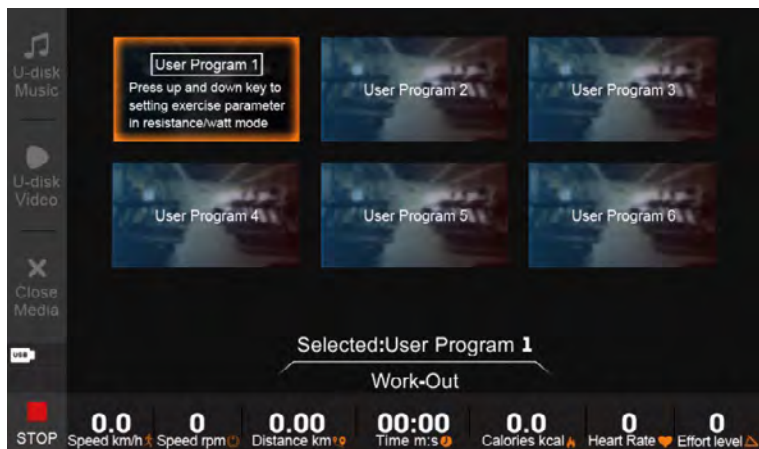 U-disk
Music
U-disk
Video
Close
Media
USB
STOP
User Program 1
Press up and down key to
setting exercise parameter
in resistance/watt mode
User Program 2
User Program 3
User Program 4
User Program 5
User Program 6
Selected:User Program 1
Work-Out
0.0 0 0.00 00:00 0.0 0 0
Speed km/h Speed rpm Distance km Time m:s Calories kcal Heart Rate Effort level